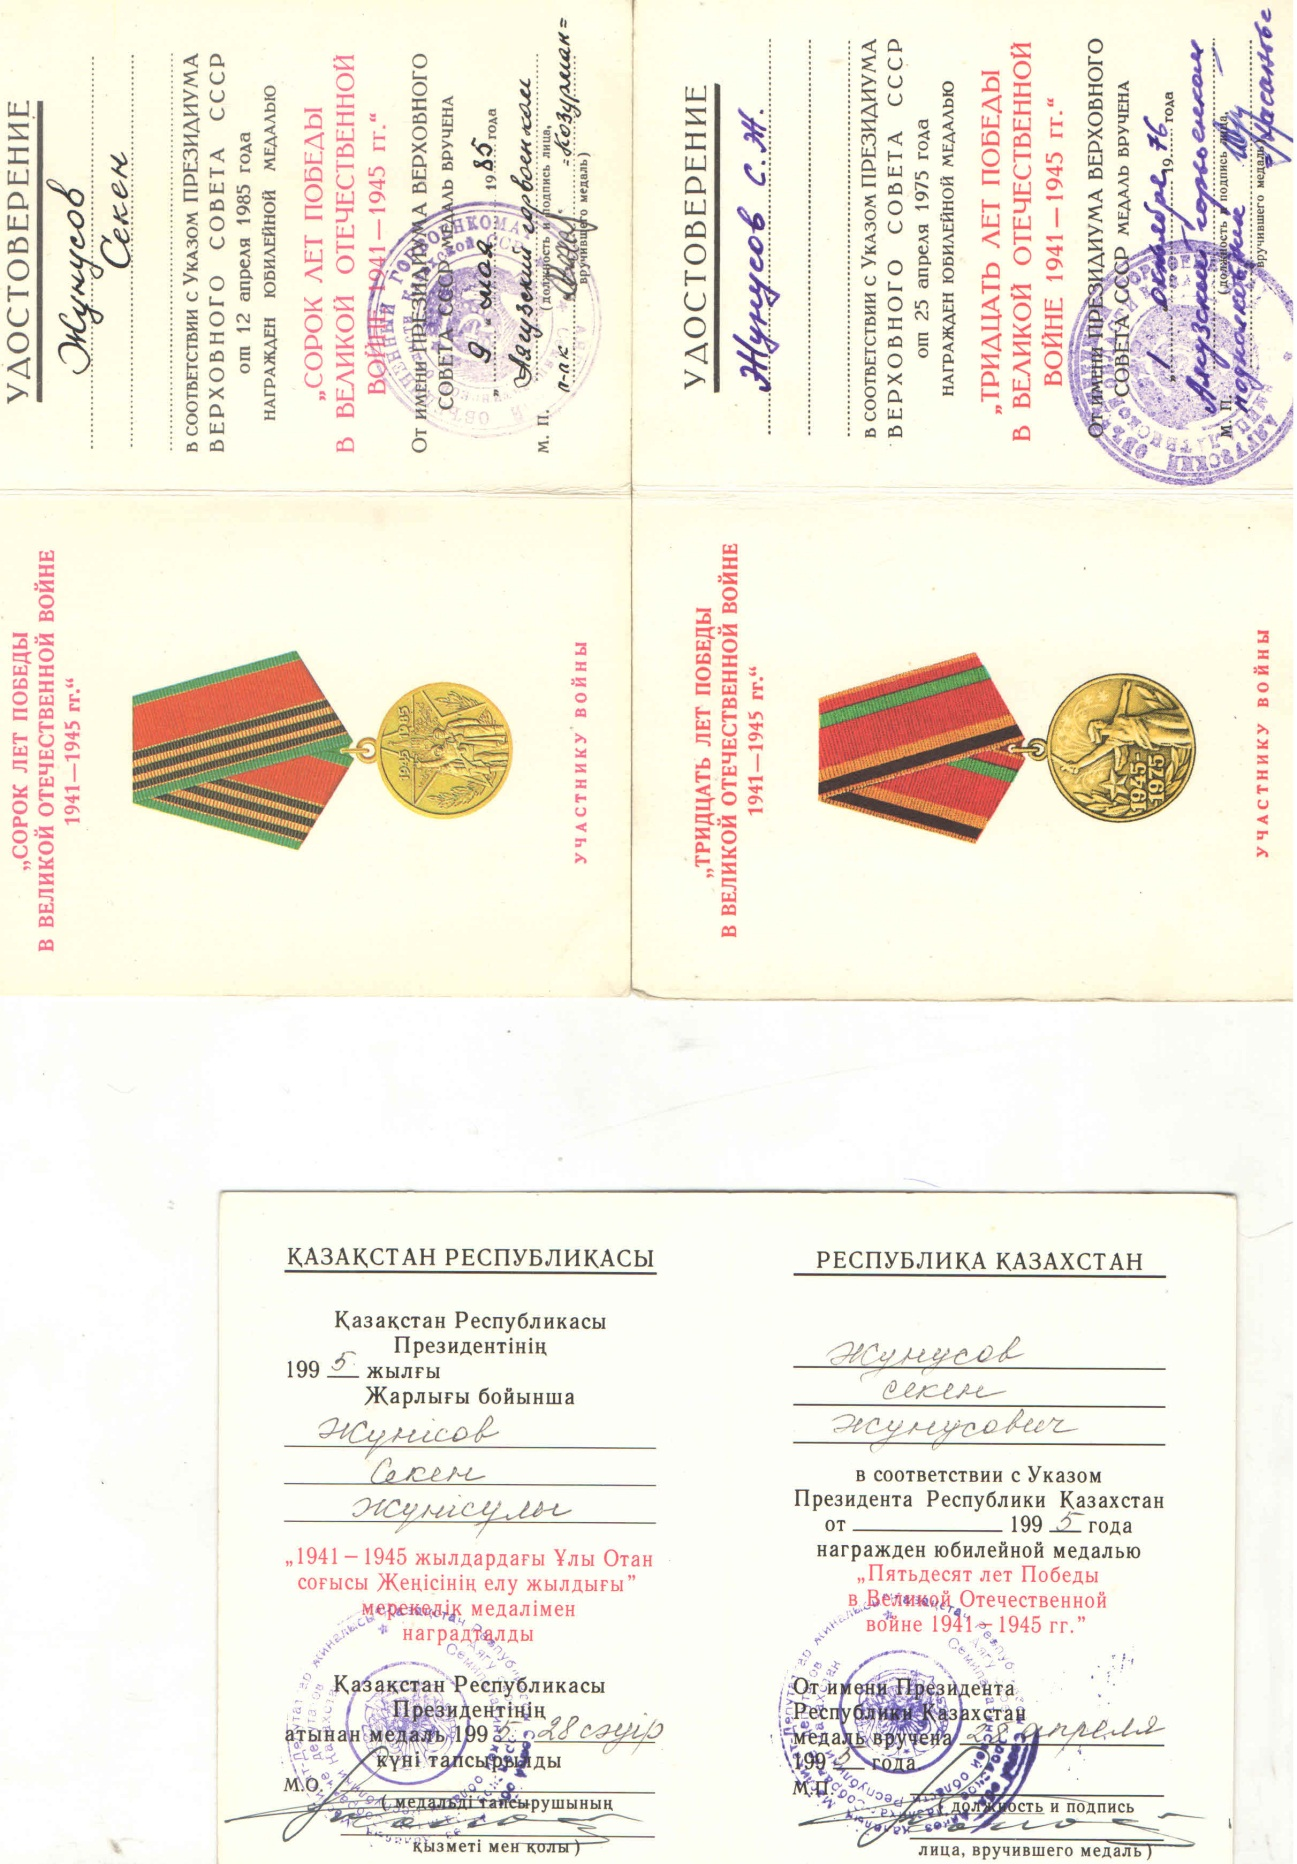 УДОСТОВЕРЕНИЕ
Жунусов
Секен
В СООТВЕТСТВИИ С УКАЗОМ ПРЕЗИДИУМА
ВЕРХОВНОГО СОВЕТА СССР
от 12 апреля 1985 года
НАГРАЖДЕН ЮБИЛЕЙНОЙ МЕДАЛЬЮ
„СОРОК ЛЕТ ПОБЕДЫ
В ВЕЛИКОЙ ОТЕЧЕСТВЕННОЙ
ВОЙНЕ 1941—1945 гг.“
ОТ ИМЕНИ ПРЕЗИДИУМА ВЕРХОВНОГО
СОВЕТА СССР МЕДАЛЬ ВРУЧЕНА
„9“ мая 1985 года
Аягузский горвоенком
(должность и подпись лица,
М. П. п-п-к
вручившего медаль)
„СОРОК ЛЕТ ПОБЕДЫ
В ВЕЛИКОЙ ОТЕЧЕСТВЕННОЙ ВОЙНЕ
1941—1945 гг.“
1945 1985
УЧАСТНИКУ ВОЙНЫ
УДОСТОВЕРЕНИЕ
Жунусов С. Ж.
В СООТВЕТСТВИИ С УКАЗОМ ПРЕЗИДИУМА
ВЕРХОВНОГО СОВЕТА СССР
от 25 апреля 1975 года
НАГРАЖДЕН ЮБИЛЕЙНОЙ МЕДАЛЬЮ
„ТРИДЦАТЬ ЛЕТ ПОБЕДЫ
В ВЕЛИКОЙ ОТЕЧЕСТВЕННОЙ
ВОЙНЕ 1941—1945 гг.“
ОТ ИМЕНИ ПРЕЗИДИУМА ВЕРХОВНОГО
СОВЕТА СССР МЕДАЛЬ ВРУЧЕНА
„1“ октября 1976 года
Аягузский горвоенком
(должность и подпись лица,
М. П. подполковник
вручившего медаль)
„ТРИДЦАТЬ ЛЕТ ПОБЕДЫ
В ВЕЛИКОЙ ОТЕЧЕСТВЕННОЙ ВОЙНЕ
1941—1945 гг.“
1945
1975
УЧАСТНИКУ ВОЙНЫ
ҚАЗАҚСТАН РЕСПУБЛИКАСЫ
Қазақстан Республикасы
Президентінің
1995 жылғы
Жарлығы бойынша
Жунісов
Секен
Жунісулы
„1941—1945 жылдардағы Ұлы Отан
соғысы Жеңісінің елу жылдығы”
мерекелік медалімен
наградталды
Қазақстан Республикасы
Президентінің
атынан медаль 1995 28 сәуір
күні тапсырылды
М.О.
(медальді тапсырушының
қызметі мен қолы)
РЕСПУБЛИКА КАЗАХСТАН
Жунусов
Секен
Жунусович
в соответствии с Указом
Президента Республики Казахстан
от 1995 года
награжден юбилейной медалью
„Пятьдесят лет Победы
в Великой Отечественной
войне 1941—1945 гг.”
От имени Президента
Республики Казахстан
медаль вручена 28 апреля
1995 года.
М.П.
(должность и подпись
лица, вручившего медаль)